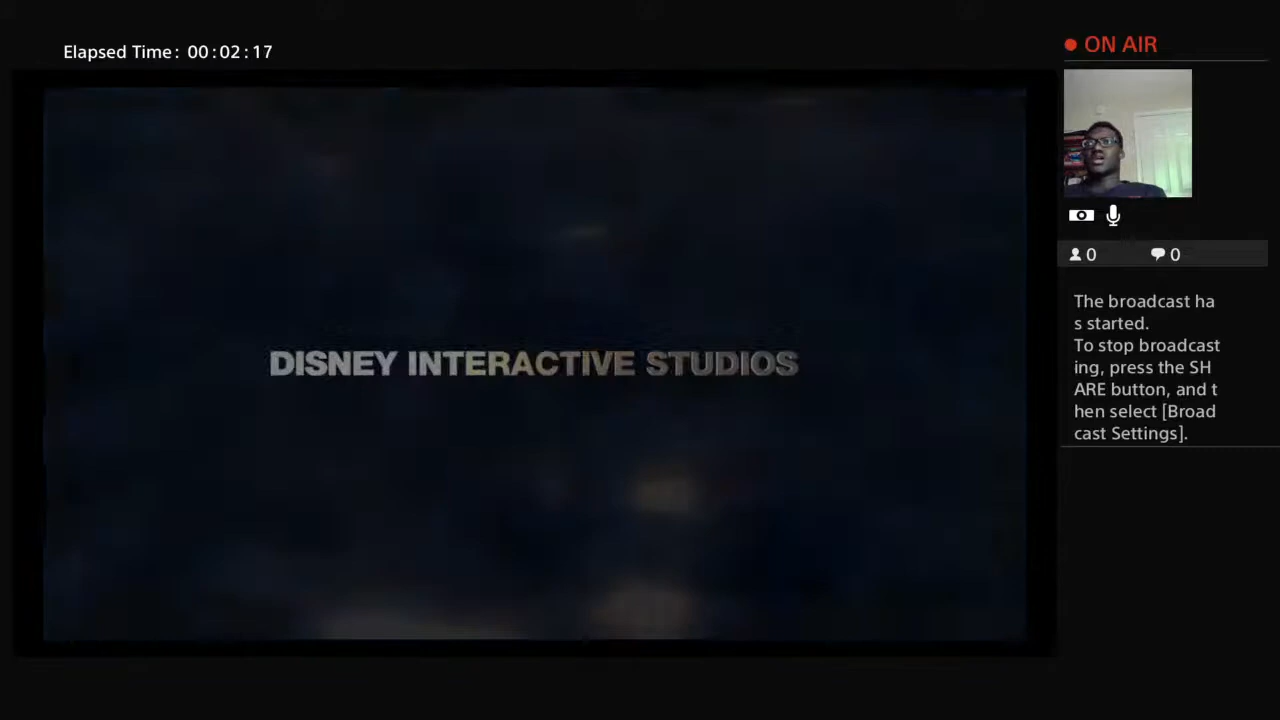 Elapsed Time: 00:02:17
ON AIR
0 0
DISNEY INTERACTIVE STUDIOS
The broadcast ha
s started.
To stop broadcast
ing, press the SH
ARE button, and t
hen select [Broad
cast Settings].